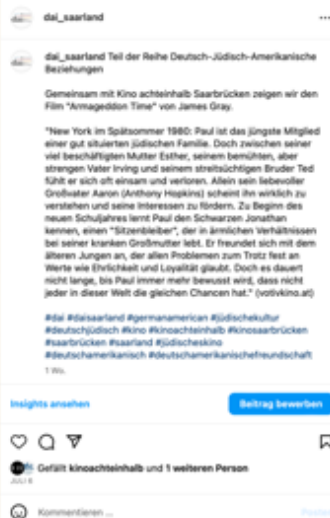 dai_saarland
dai_saarland Teil der Reihe Deutsch-Jüdisch-Amerikanische
Beziehungen
Gemeinsam mit Kino achteinhalb Saarbrücken zeigen wir den
Film "Armageddon Time" von James Gray.
"New York im Spätsommer 1980: Paul ist das jüngste Mitglied
einer gut situierten jüdischen Familie. Doch zwischen seiner
viel beschäftigten Mutter Esther, seinem bemühten, aber
strengen Vater Irving und seinem streitsüchtigen Bruder Ted
fühlt er sich oft einsam und verloren. Allein sein liebevoller
Großvater Aaron (Anthony Hopkins) scheint ihn wirklich zu
verstehen und seine Interessen zu fördern. Zu Beginn des
neuen Schuljahres lernt Paul den Schwarzen Jonathan
kennen, einen "Sitzenbleiber", der in ärmlichen Verhältnissen
bei seiner kranken Großmutter lebt. Er freundet sich mit dem
älteren Jungen an, der allen Problemen zum Trotz fest an
Werte wie Ehrlichkeit und Loyalität glaubt. Doch es dauert
nicht lange, bis Paul immer mehr bewusst wird, dass nicht
jeder in dieser Welt die gleichen Chancen hat." (votivkino.at)
#dai #daisaarland #germanamerican #jüdischekultur
#deutschjüdisch #kino #kinoachteinhalb #kinosaarbrücken
#saarbrücken #saarland #jüdischeskino
#deutschamerikanisch #deutschamerikanischefreundschaft
1 Wo.
Insights ansehen
Beitrag bewerben
Gefällt kinoachteinhalb und 1 weiteren Person
Kommentieren ...
Posten